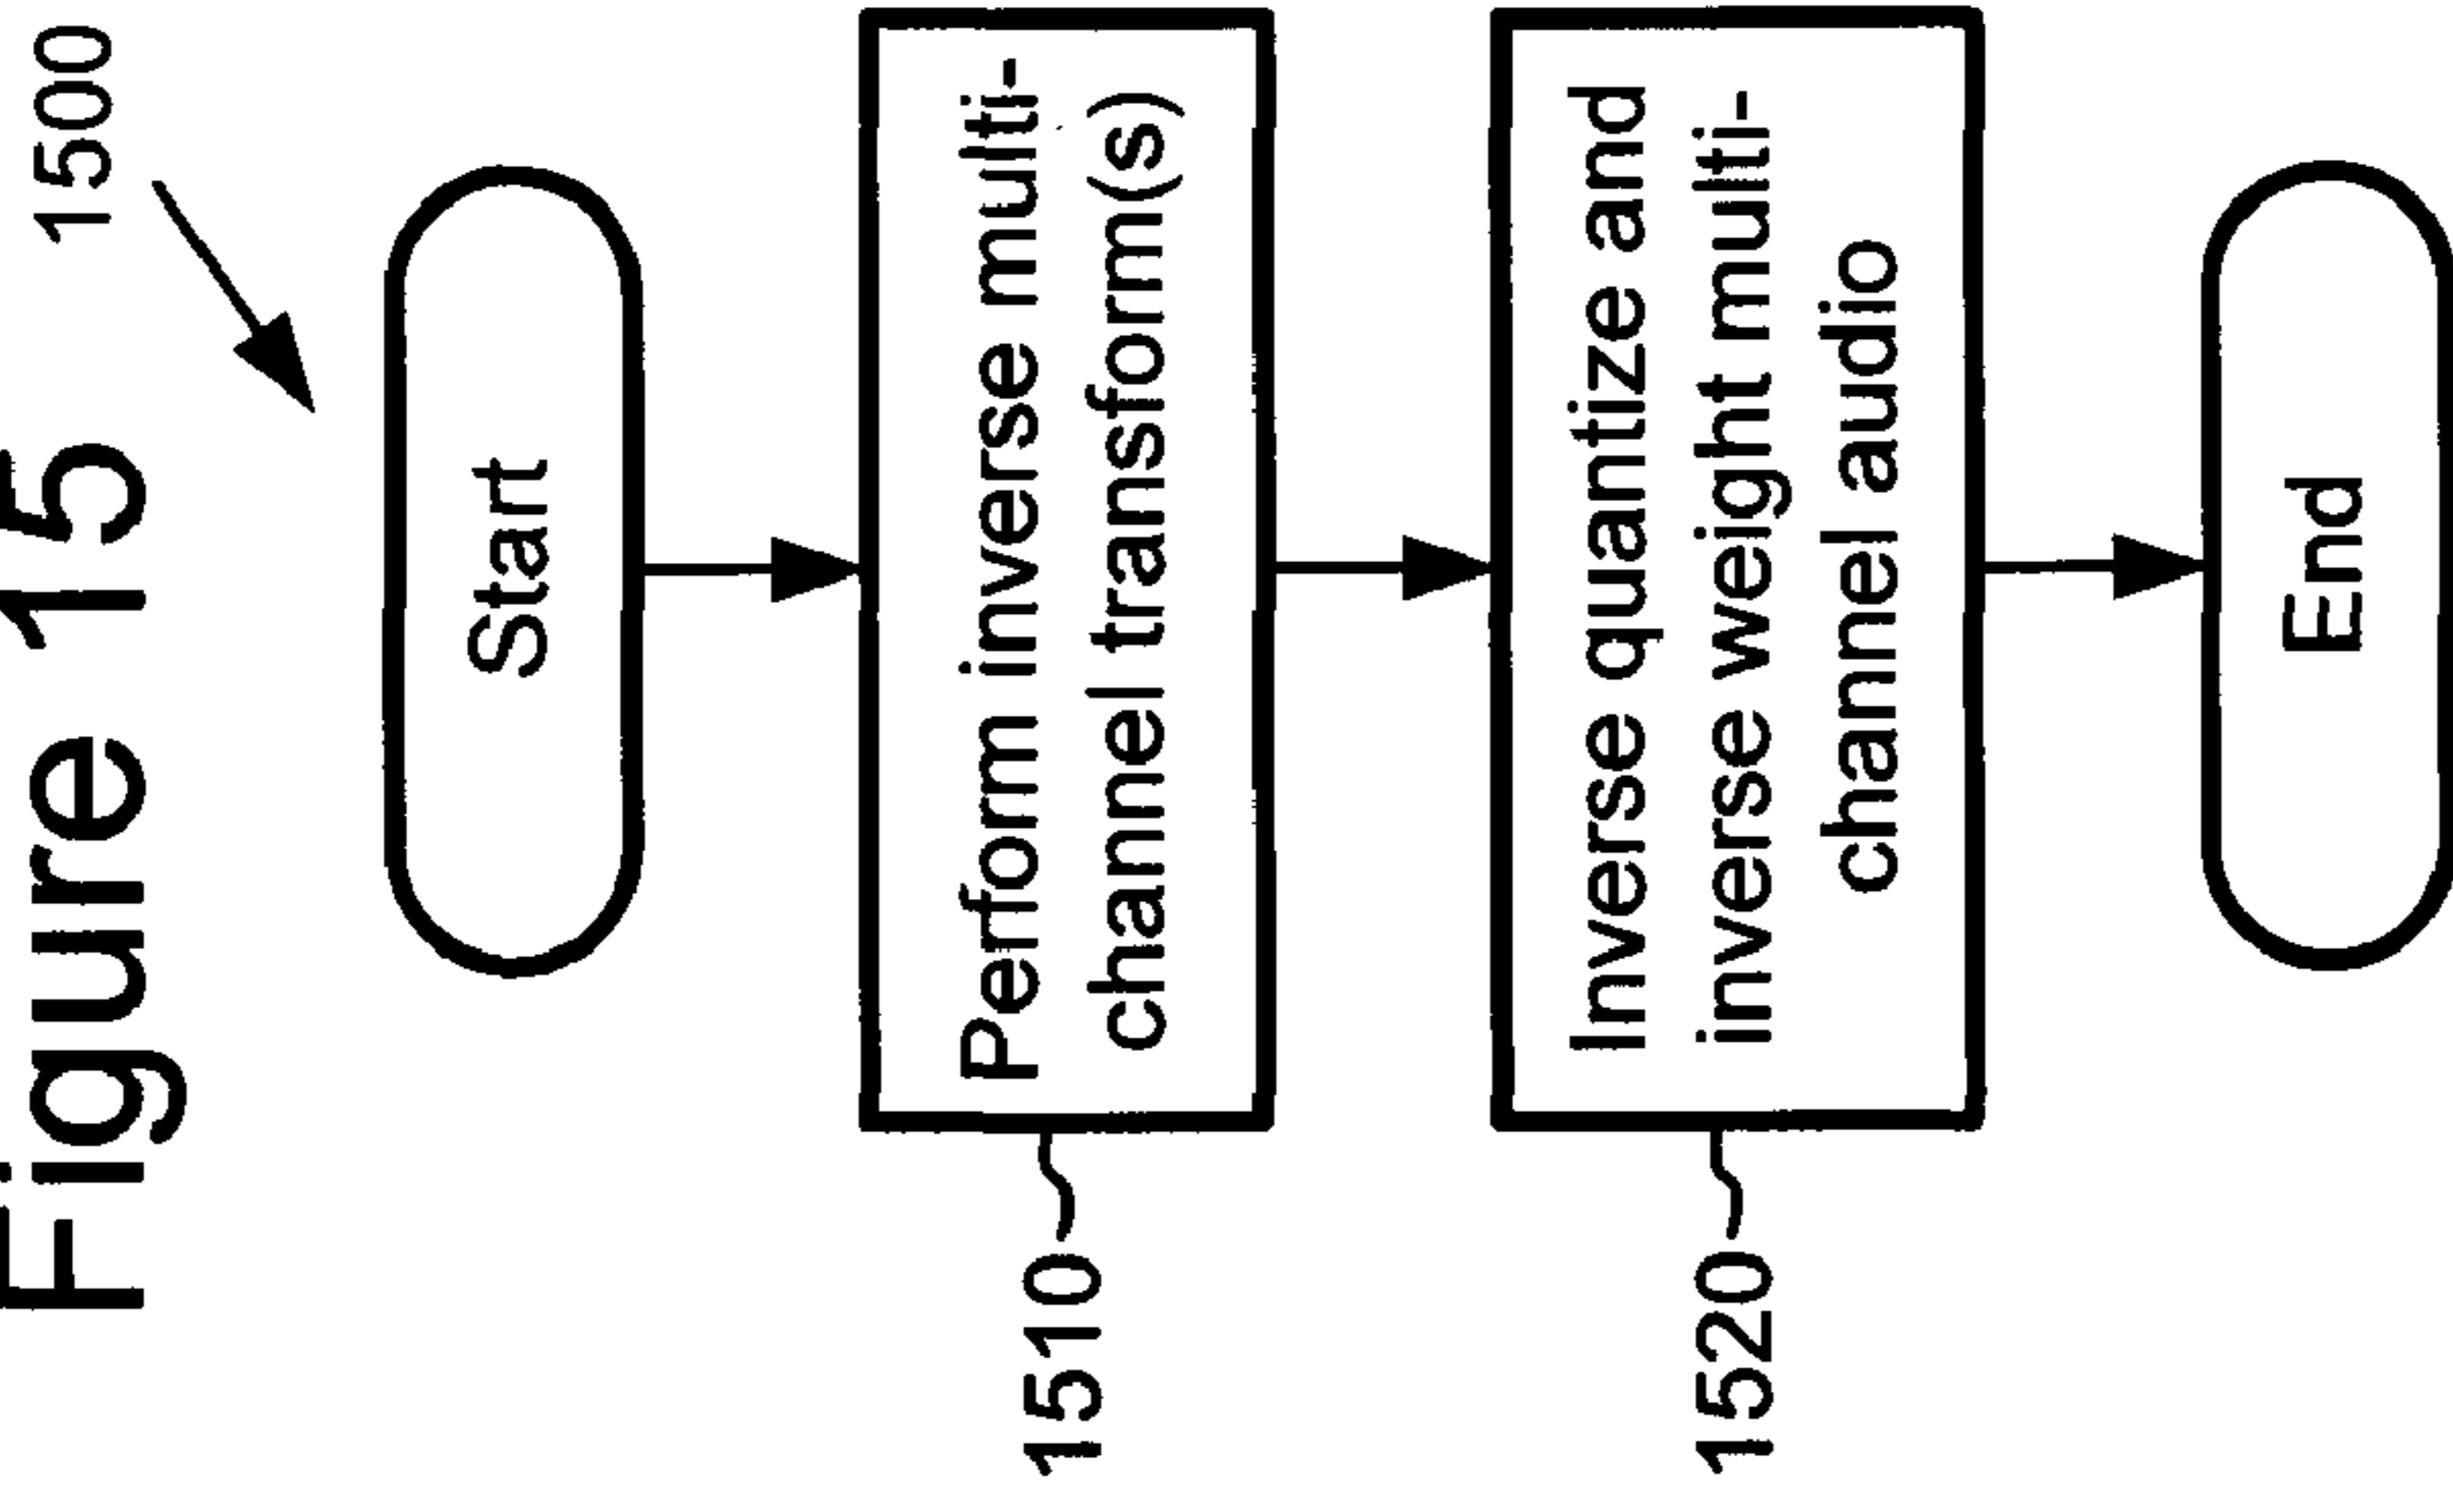 Figure 15
1500
Start
Perform inverse multi-
channel transform(s)
1510
Inverse quantize and
inverse weight multi-
channel audio
1520
End